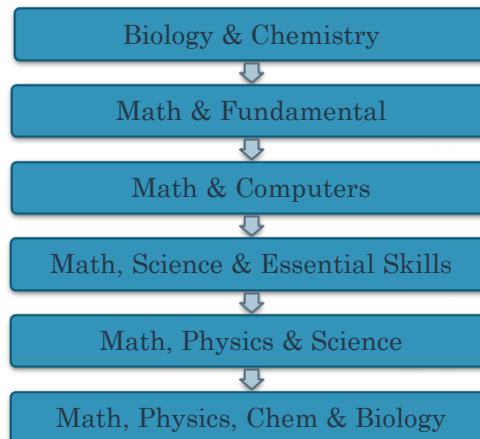 Biology & Chemistry
Math & Fundamental
Math & Computers
Math, Science & Essential Skills
Math, Physics & Science
Math, Physics, Chem & Biology